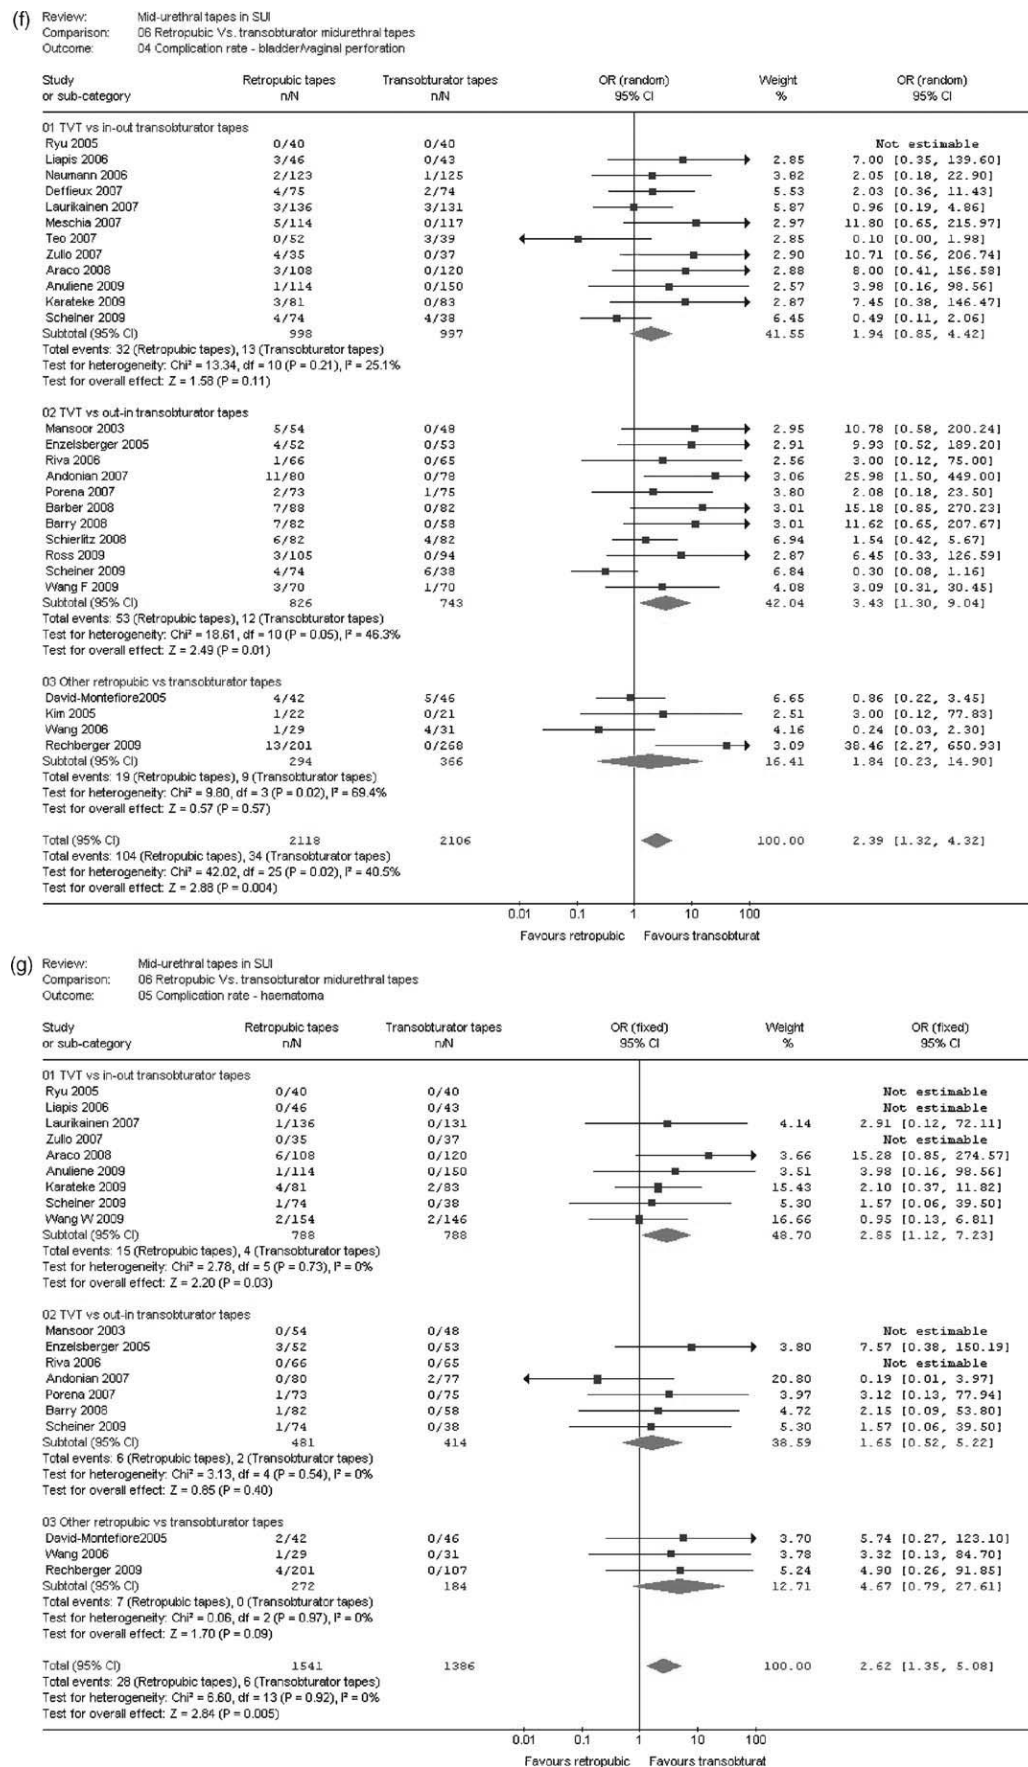 (f) Review: Mid-urethral tapes in SUI
Comparison: 06 Retropubic Vs. transobturator midurethral tapes
Outcome: 04 Complication rate - bladder/vaginal perforation
Study Retropubic tapes Transobturator tapes OR (random) Weight OR (random)
or sub-category n/N n/N 95% CI % 95% CI
01 TVT vs in-out transobturator tapes
Ryu 2005 0/40 0/40 Not estimable
Liapis 2006 3/46 0/43 2.85 7.00 [0.35, 139.60]
Naumann 2006 2/123 1/125 3.82 2.05 [0.18, 22.90]
Deffieux 2007 4/75 2/74 5.53 2.03 [0.36, 11.43]
Laurikainen 2007 3/136 3/131 5.87 0.96 [0.19, 4.86]
Meschia 2007 5/114 0/117 2.97 11.80 [0.65, 215.97]
Teo 2007 0/52 3/39 2.85 0.10 [0.00, 1.98]
Zullo 2007 4/35 0/37 2.90 10.71 [0.56, 206.74]
Araco 2008 3/108 0/120 2.88 8.00 [0.41, 156.58]
Anuliene 2009 1/114 0/150 2.57 3.98 [0.16, 98.56]
Karateke 2009 3/81 0/83 2.87 7.45 [0.38, 146.47]
Scheiner 2009 4/74 4/38 6.45 0.49 [0.11, 2.06]
Subtotal (95% CI) 998 997 41.55 1.94 [0.85, 4.42]
Total events: 32 (Retropubic tapes), 13 (Transobturator tapes)
Test for heterogeneity: Chi² = 13.34, df = 10 (P = 0.21), I² = 25.1%
Test for overall effect: Z = 1.58 (P = 0.11)
02 TVT vs out-in transobturator tapes
Mansoor 2003 5/54 0/48 2.95 10.78 [0.58, 200.24]
Enzelsberger 2005 4/52 0/53 2.91 9.93 [0.52, 189.20]
Riva 2006 1/66 0/65 2.56 3.00 [0.12, 75.00]
Andonian 2007 11/80 0/78 3.06 25.98 [1.50, 449.00]
Porena 2007 2/73 1/75 3.80 2.08 [0.18, 23.50]
Barber 2008 7/88 0/82 3.01 15.18 [0.85, 270.23]
Barry 2008 7/82 0/58 3.01 11.62 [0.65, 207.67]
Schierlitz 2008 6/82 4/82 6.94 1.54 [0.42, 5.67]
Ross 2009 3/105 0/94 2.87 6.45 [0.33, 126.59]
Scheiner 2009 4/74 6/38 6.84 0.30 [0.08, 1.16]
Wang F 2009 3/70 1/70 4.08 3.09 [0.31, 30.45]
Subtotal (95% CI) 826 743 42.04 3.43 [1.30, 9.04]
Total events: 53 (Retropubic tapes), 12 (Transobturator tapes)
Test for heterogeneity: Chi² = 18.61, df = 10 (P = 0.05), I² = 46.3%
Test for overall effect: Z = 2.49 (P = 0.01)
03 Other retropubic vs transobturator tapes
David-Montefiore2005 4/42 5/46 6.65 0.86 [0.22, 3.45]
Kim 2005 1/22 0/21 2.51 3.00 [0.12, 77.83]
Wang 2006 1/29 4/31 4.16 0.24 [0.03, 2.30]
Rechberger 2009 13/201 0/268 3.09 38.46 [2.27, 650.93]
Subtotal (95% CI) 294 366 16.41 1.84 [0.23, 14.90]
Total events: 19 (Retropubic tapes), 9 (Transobturator tapes)
Test for heterogeneity: Chi² = 9.80, df = 3 (P = 0.02), I² = 69.4%
Test for overall effect: Z = 0.57 (P = 0.57)
Total (95% CI) 2118 2106 100.00 2.39 [1.32, 4.32]
Total events: 104 (Retropubic tapes), 34 (Transobturator tapes)
Test for heterogeneity: Chi² = 42.02, df = 25 (P = 0.02), I² = 40.5%
Test for overall effect: Z = 2.88 (P = 0.004)
0.01 0.1 1 10 100
Favours retropubic Favours transobturat
(g) Review: Mid-urethral tapes in SUI
Comparison: 06 Retropubic Vs. transobturator midurethral tapes
Outcome: 05 Complication rate - haematoma
Study Retropubic tapes Transobturator tapes OR (fixed) Weight OR (fixed)
or sub-category n/N n/N 95% CI % 95% CI
01 TVT vs in-out transobturator tapes
Ryu 2005 0/40 0/40 Not estimable
Liapis 2006 0/46 0/43 Not estimable
Laurikainen 2007 1/136 0/131 4.14 2.91 [0.12, 72.11]
Zullo 2007 0/35 0/37 Not estimable
Araco 2008 6/108 0/120 3.66 15.28 [0.85, 274.57]
Anuliene 2009 1/114 0/150 3.51 3.98 [0.16, 98.56]
Karateke 2009 4/81 2/83 15.43 2.10 [0.37, 11.82]
Scheiner 2009 1/74 0/38 5.30 1.57 [0.06, 39.50]
Wang W 2009 2/154 2/146 16.66 0.95 [0.13, 6.81]
Subtotal (95% CI) 788 788 48.70 2.85 [1.12, 7.23]
Total events: 15 (Retropubic tapes), 4 (Transobturator tapes)
Test for heterogeneity: Chi² = 2.78, df = 5 (P = 0.73), I² = 0%
Test for overall effect: Z = 2.20 (P = 0.03)
02 TVT vs out-in transobturator tapes
Mansoor 2003 0/54 0/48 Not estimable
Enzelsberger 2005 3/52 0/53 3.80 7.57 [0.38, 150.19]
Riva 2006 0/66 0/65 Not estimable
Andonian 2007 0/80 2/77 20.80 0.19 [0.01, 3.97]
Porena 2007 1/73 0/75 3.97 3.12 [0.13, 77.94]
Barry 2008 1/82 0/58 4.72 2.15 [0.09, 53.80]
Scheiner 2009 1/74 0/38 5.30 1.57 [0.06, 39.50]
Subtotal (95% CI) 481 414 38.59 1.65 [0.52, 5.22]
Total events: 6 (Retropubic tapes), 2 (Transobturator tapes)
Test for heterogeneity: Chi² = 3.13, df = 4 (P = 0.54), I² = 0%
Test for overall effect: Z = 0.85 (P = 0.40)
03 Other retropubic vs transobturator tapes
David-Montefiore2005 2/42 0/46 3.70 5.74 [0.27, 123.10]
Wang 2006 1/29 0/31 3.78 3.32 [0.13, 84.70]
Rechberger 2009 4/201 0/107 5.24 4.90 [0.26, 91.85]
Subtotal (95% CI) 272 184 12.71 4.67 [0.79, 27.61]
Total events: 7 (Retropubic tapes), 0 (Transobturator tapes)
Test for heterogeneity: Chi² = 0.06, df = 2 (P = 0.97), I² = 0%
Test for overall effect: Z = 1.70 (P = 0.09)
Total (95% CI) 1541 1386 100.00 2.62 [1.35, 5.08]
Total events: 28 (Retropubic tapes), 6 (Transobturator tapes)
Test for heterogeneity: Chi² = 6.60, df = 13 (P = 0.92), I² = 0%
Test for overall effect: Z = 2.84 (P = 0.005)
0.01 0.1 1 10 100
Favours retropubic Favours transobturat